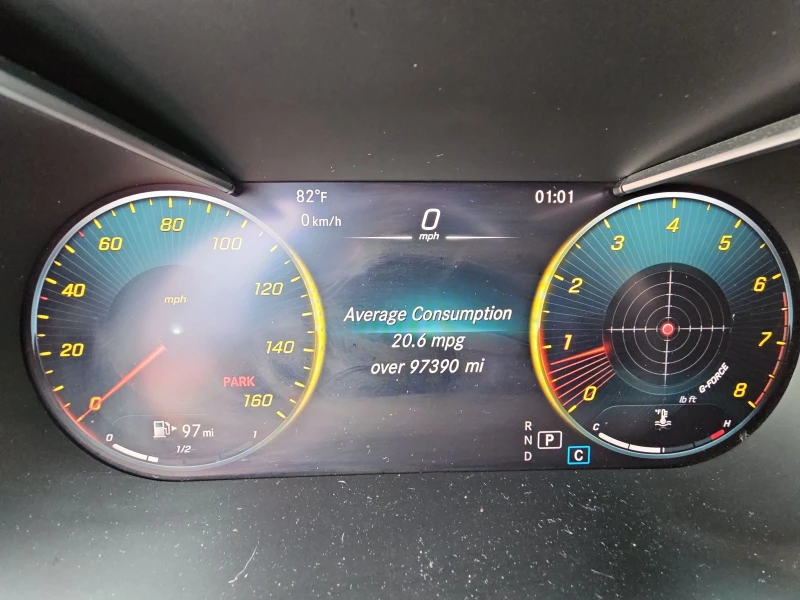 82°F
0 km/h
0
mph
01:01
0
20
40
60
80
100
120
140
160
mph
PARK
97 mi
0 1/2 1
Average Consumption
20.6 mpg
over 97390 mi
0
1
2
3
4
5
6
7
8
G-FORCE
lb ft
C H
R
N P
D C